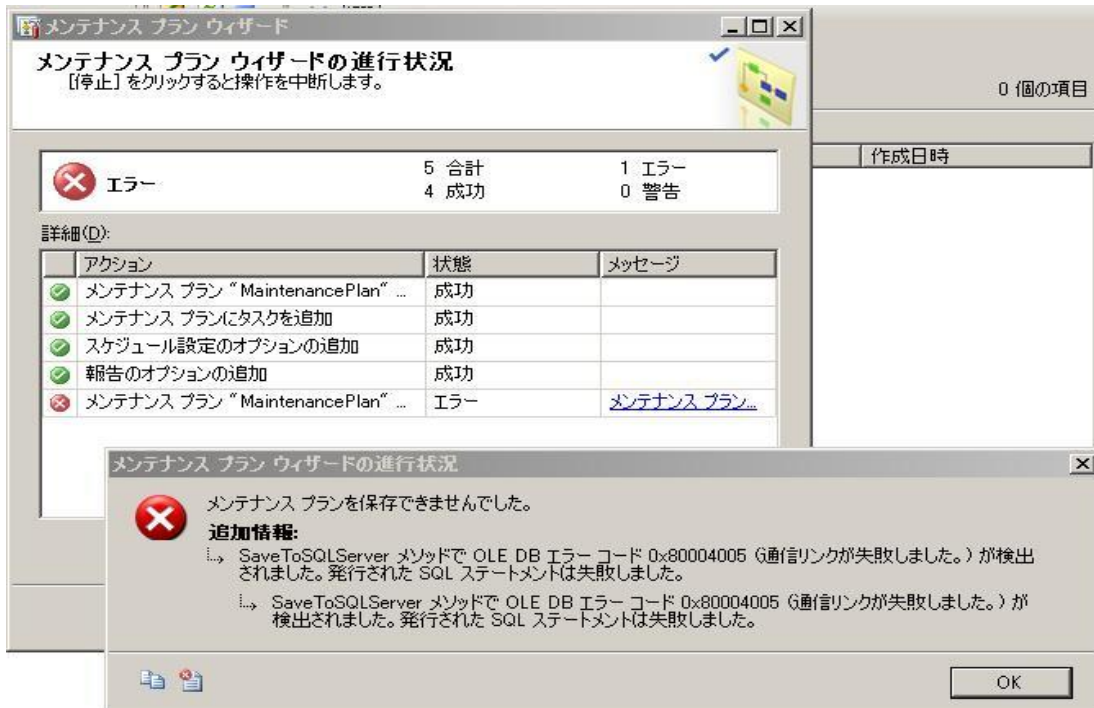 メンテナンス プラン ウィザード
メンテナンス プラン ウィザードの進行状況
[停止] をクリックすると操作を中断します。
0 個の項目
作成日時
エラー
5 合計
1 エラー
4 成功
0 警告
詳細(D):
アクション 状態 メッセージ
メンテナンス プラン "MaintenancePlan" ... 成功
メンテナンス プランにタスクを追加 成功
スケジュール設定のオプションの追加 成功
報告のオプションの追加 成功
メンテナンス プラン "MaintenancePlan" ... エラー メンテナンス プラン...
メンテナンス プラン ウィザードの進行状況
メンテナンス プランを保存できませんでした。
追加情報:
SaveToSQLServer メソッドで OLE DB エラー コード 0x80004005 (通信リンクが失敗しました。) が検出
されました。発行された SQL ステートメントは失敗しました。
SaveToSQLServer メソッドで OLE DB エラー コード 0x80004005 (通信リンクが失敗しました。) が
検出されました。発行された SQL ステートメントは失敗しました。
OK